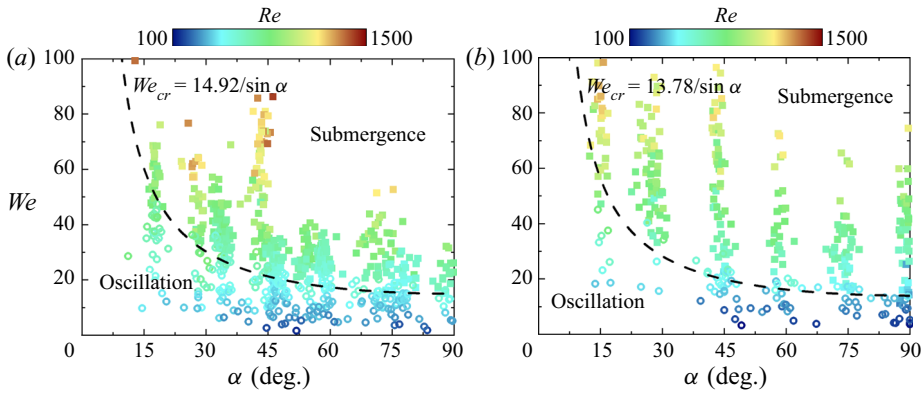 Re
100 1500
(a)
We_cr = 14.92/sin α
Submergence
Oscillation
We
100
80
60
40
20
0 15 30 45 60 75 90
α (deg.)
Re
100 1500
(b)
We_cr = 13.78/sin α
Submergence
Oscillation
100
80
60
40
20
0 15 30 45 60 75 90
α (deg.)